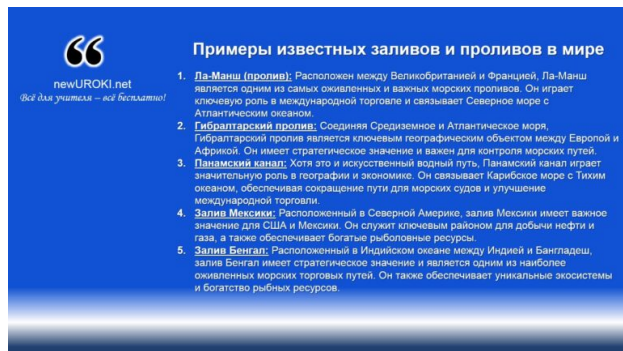 newUROKI.net
Всё для учителя – всё бесплатно!
Примеры известных заливов и проливов в мире
1. Ла-Манш (пролив): Расположен между Великобританией и Францией, Ла-Манш
является одним из самых оживленных и важных морских проливов. Он играет
ключевую роль в международной торговле и связывает Северное море с
Атлантическим океаном.
2. Гибралтарский пролив: Соединяя Средиземное и Атлантическое моря,
Гибралтарский пролив является ключевым географическим объектом между Европой и
Африкой. Он имеет стратегическое значение и важен для контроля морских путей.
3. Панамский канал: Хотя это и искусственный водный путь, Панамский канал играет
значительную роль в географии и экономике. Он связывает Карибское море с Тихим
океаном, обеспечивая сокращение пути для морских судов и улучшение
международной торговли.
4. Залив Мексики: Расположенный в Северной Америке, залив Мексики имеет важное
значение для США и Мексики. Он служит ключевым районом для добычи нефти и
газа, а также обеспечивает богатые рыболовные ресурсы.
5. Залив Бенгал: Расположенный в Индийском океане между Индией и Бангладеш,
залив Бенгал имеет стратегическое значение и является одним из наиболее
оживленных морских торговых путей. Он также обеспечивает уникальные экосистемы
и богатство рыбных ресурсов.